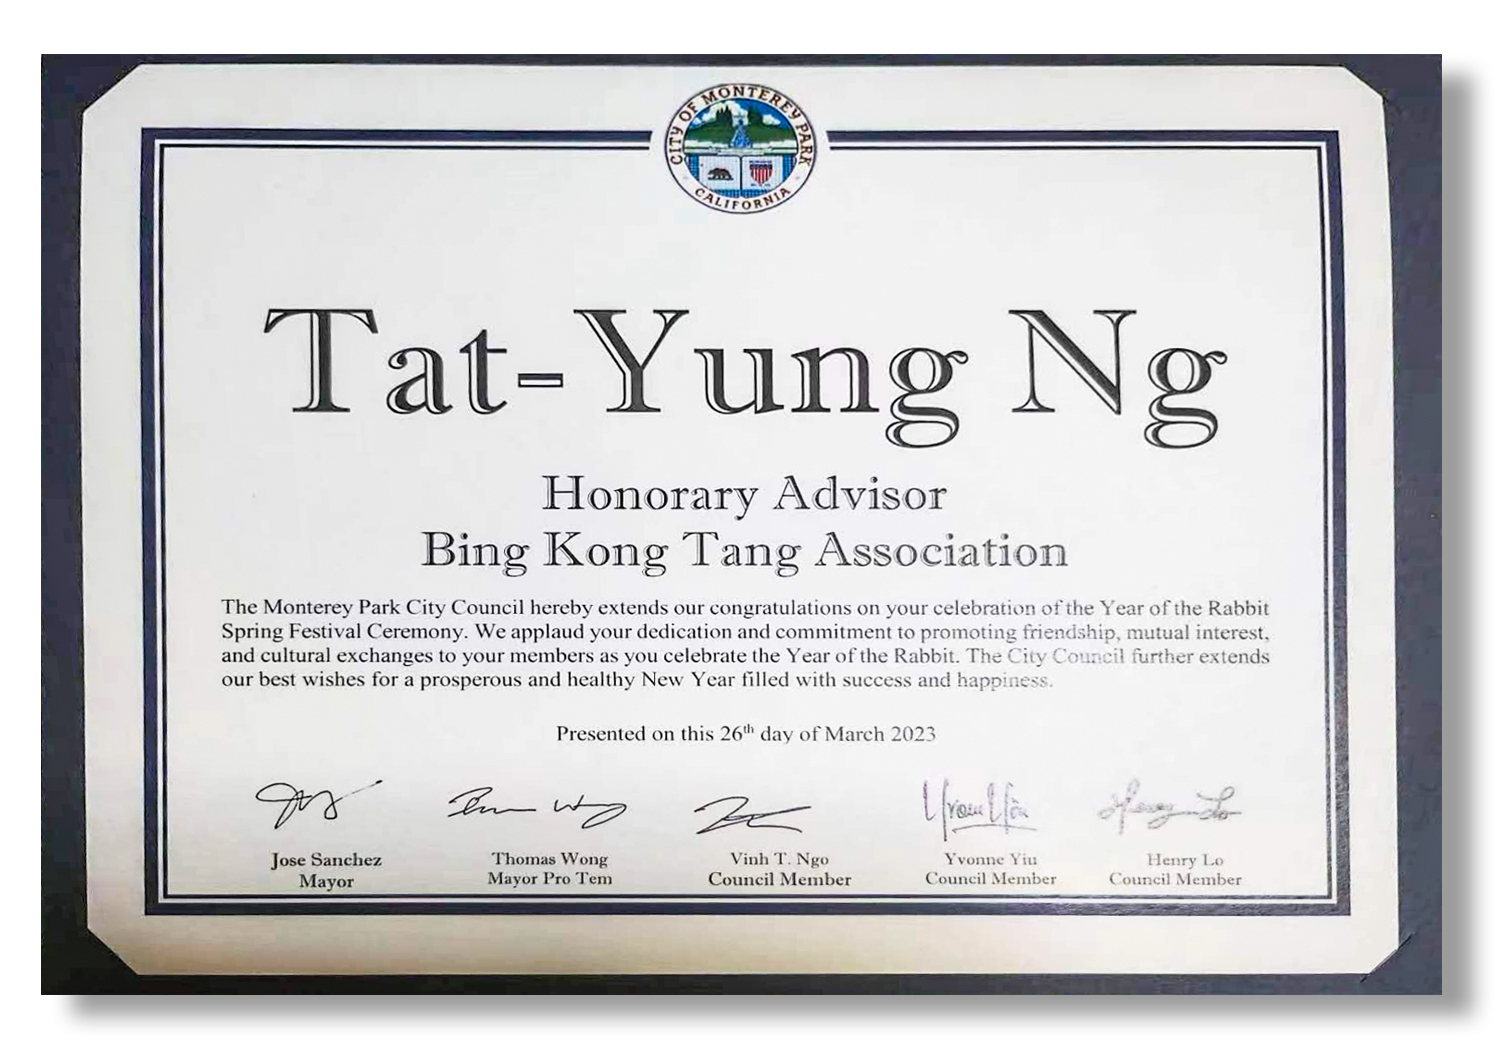 CITY OF MONTEREY PARK
CALIFORNIA
Tat-Yung Ng
Honorary Advisor
Bing Kong Tang Association
The Monterey Park City Council hereby extends our congratulations on your celebration of the Year of the Rabbit
Spring Festival Ceremony. We applaud your dedication and commitment to promoting friendship, mutual interest,
and cultural exchanges to your members as you celebrate the Year of the Rabbit. The City Council further extends
our best wishes for a prosperous and healthy New Year filled with success and happiness.
Presented on this 26th day of March 2023
Jose Sanchez
Mayor
Thomas Wong
Mayor Pro Tem
Vinh T. Ngo
Council Member
Yvonne Yiu
Council Member
Henry Lo
Council Member